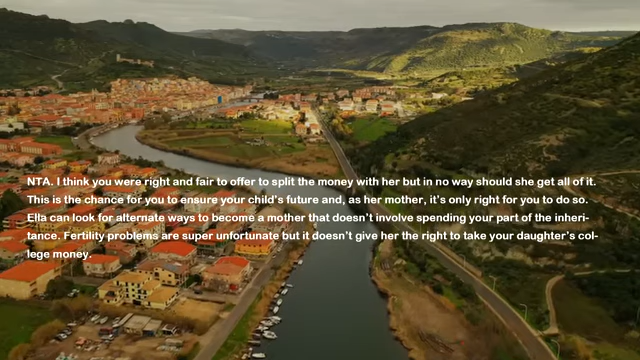 NTA. I think you were right and fair to offer to split the money with her but in no way should she get all of it.
This is the chance for you to ensure your child's future and, as her mother, it's only right for you to do so.
Ella can look for alternate ways to become a mother that doesn't involve spending your part of the inheri-
tance. Fertility problems are super unfortunate but it doesn't give her the right to take your daughter's col-
lege money.